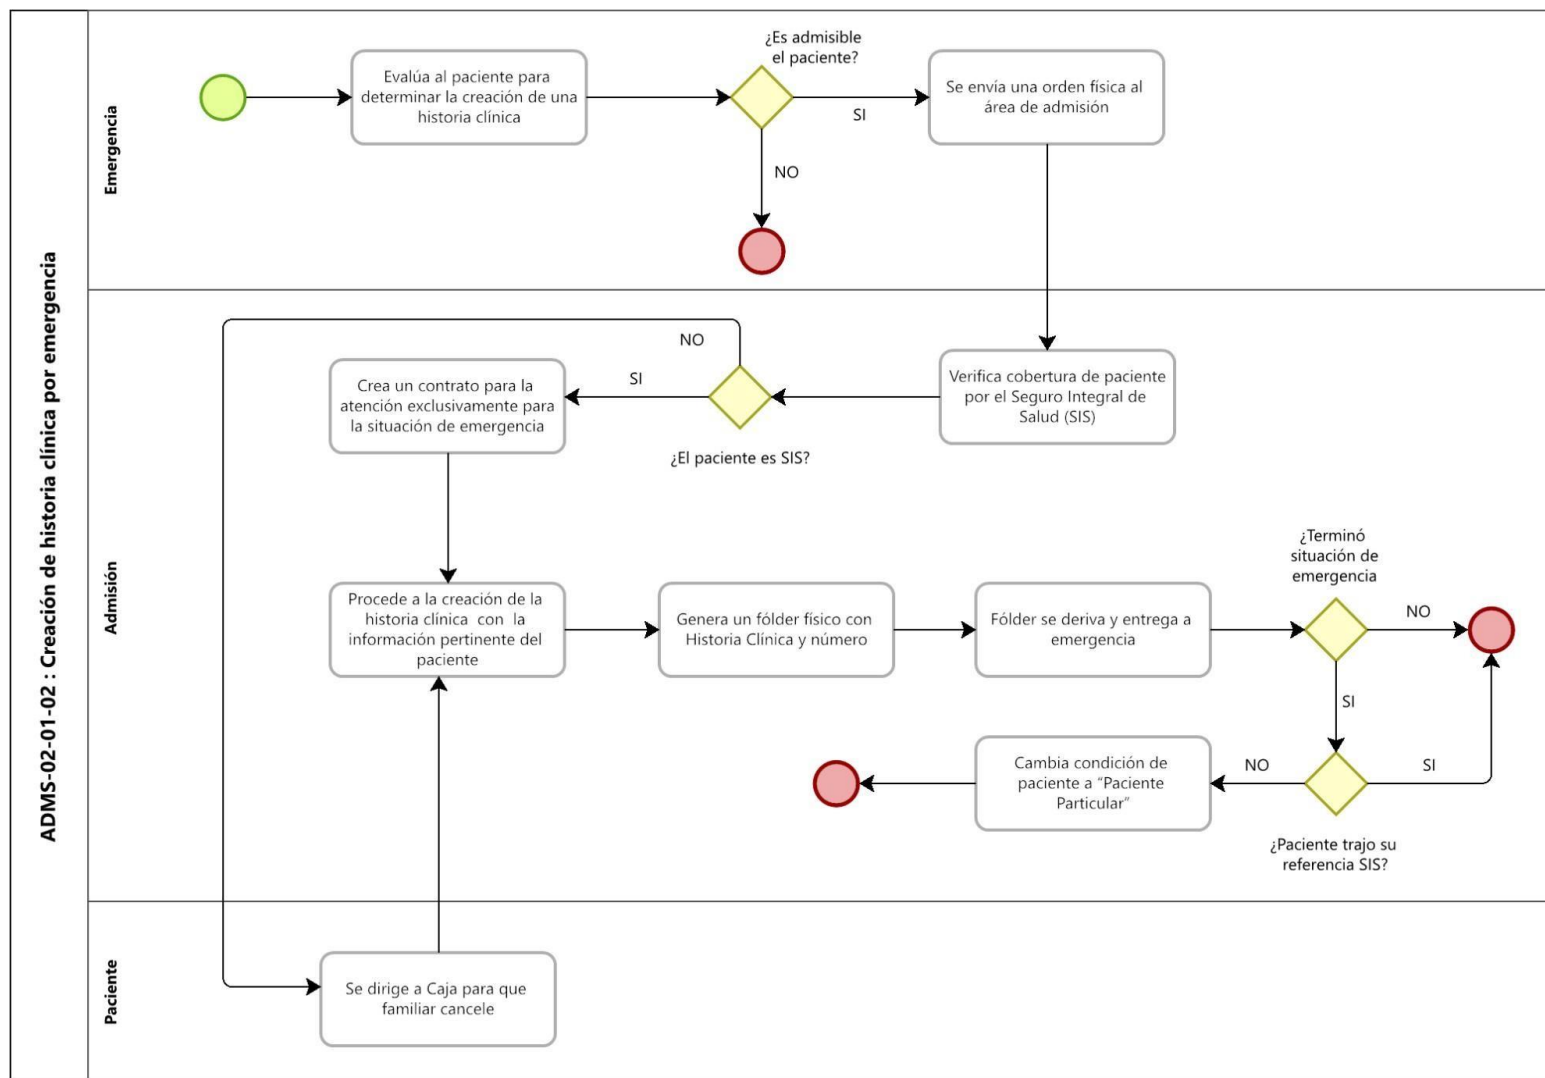 ADMS-02-01-02 : Creación de historia clínica por emergencia
Emergencia
Evalúa al paciente para
determinar la creación de una
historia clínica
¿Es admisible
el paciente?
SI
NO
Se envía una orden física al
área de admisión
Admisión
Verifica cobertura de paciente
por el Seguro Integral de
Salud (SIS)
¿El paciente es SIS?
NO
SI
Crea un contrato para la
atención exclusivamente para
la situación de emergencia
Procede a la creación de la
historia clínica con la
información pertinente del
paciente
Genera un fólder físico con
Historia Clínica y número
Fólder se deriva y entrega a
emergencia
¿Terminó
situación de
emergencia
NO
SI
¿Paciente trajo su
referencia SIS?
NO
SI
Cambia condición de
paciente a “Paciente
Particular”
Paciente
Se dirige a Caja para que
familiar cancele